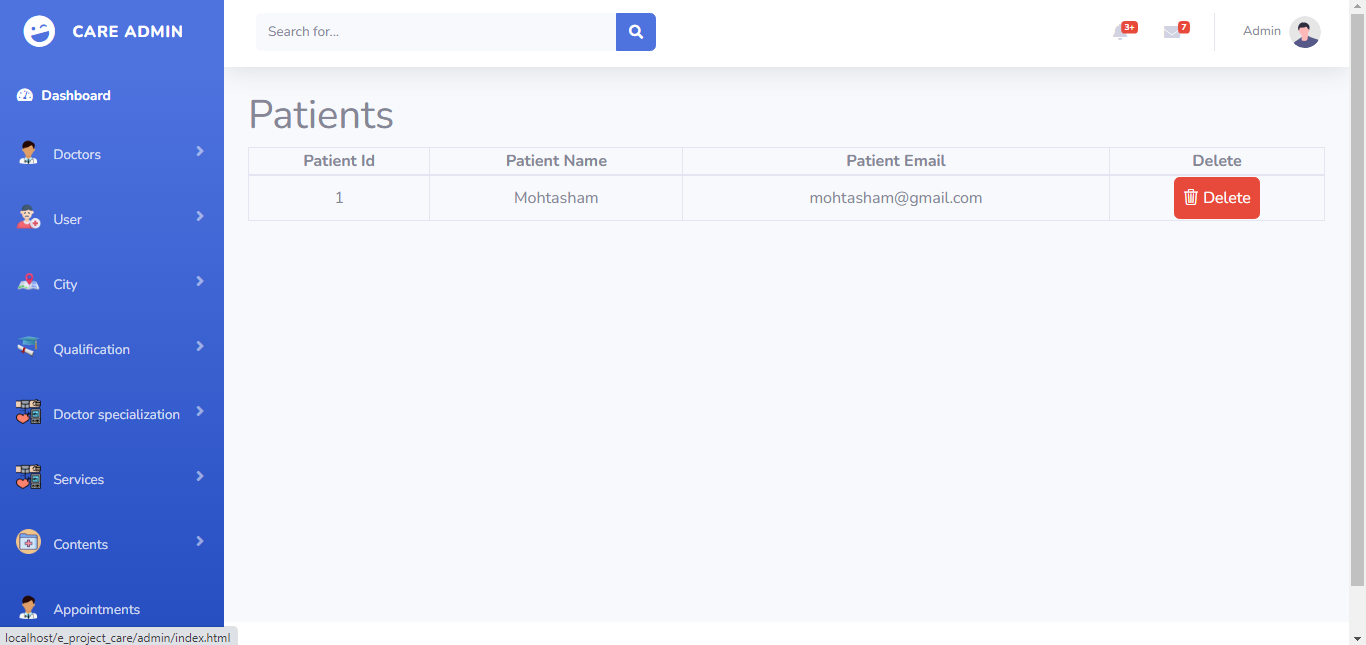 CARE ADMIN
Search for...
3+
7
Admin
Dashboard
Doctors
User
City
Qualification
Doctor specialization
Services
Contents
Appointments
Patients
Patient Id Patient Name Patient Email Delete
1 Mohtasham mohtasham@gmail.com Delete
localhost/e_project_care/admin/index.html